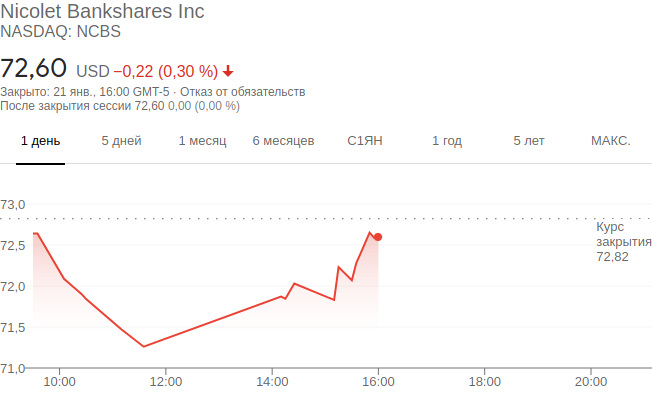 Nicolet Bankshares Inc
NASDAQ: NCBS
72,60 USD −0,22 (0,30 %)
Закрыто: 21 янв., 16:00 GMT-5 · Отказ от обязательств
После закрытия сессии 72,60 0,00 (0,00 %)
1 день 5 дней 1 месяц 6 месяцев С1ЯН 1 год 5 лет МАКС.
73,0
Курс
закрытия
72,82
72,5
72,0
71,5
71,0
10:00 12:00 14:00 16:00 18:00 20:00